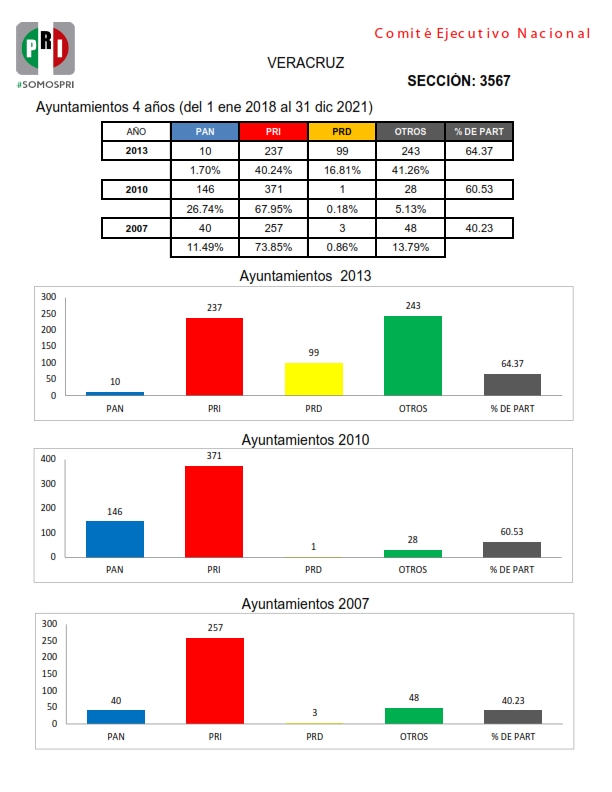 Comité Ejecutivo Nacional
PRI
#SOMOSPRI
VERACRUZ
SECCIÓN: 3567
Ayuntamientos 4 años (del 1 ene 2018 al 31 dic 2021)
AÑO PAN PRI PRD OTROS % DE PART
2013 10 237 99 243 64.37
1.70% 40.24% 16.81% 41.26%
2010 146 371 1 28 60.53
26.74% 67.95% 0.18% 5.13%
2007 40 257 3 48 40.23
11.49% 73.85% 0.86% 13.79%
Ayuntamientos 2013
300
250
200
150
100
50
0
10 237 99 243 64.37
PAN PRI PRD OTROS % DE PART
Ayuntamientos 2010
400
300
200
100
0
146 371 1 28 60.53
PAN PRI PRD OTROS % DE PART
Ayuntamientos 2007
300
250
200
150
100
50
0
40 257 3 48 40.23
PAN PRI PRD OTROS % DE PART